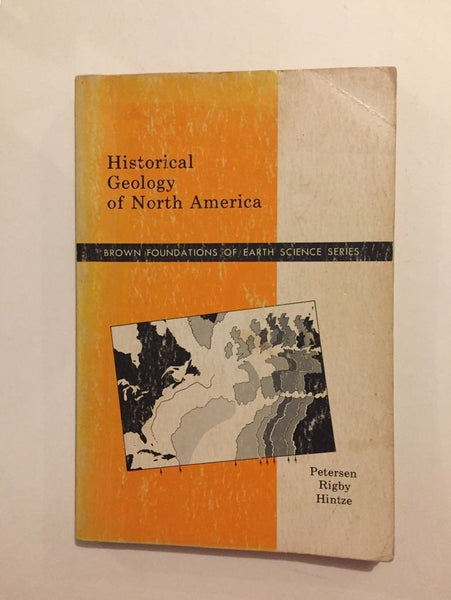 Historical
Geology
of North America
BROWN FOUNDATIONS OF EARTH SCIENCE SERIES
Petersen
Rigby
Hintze